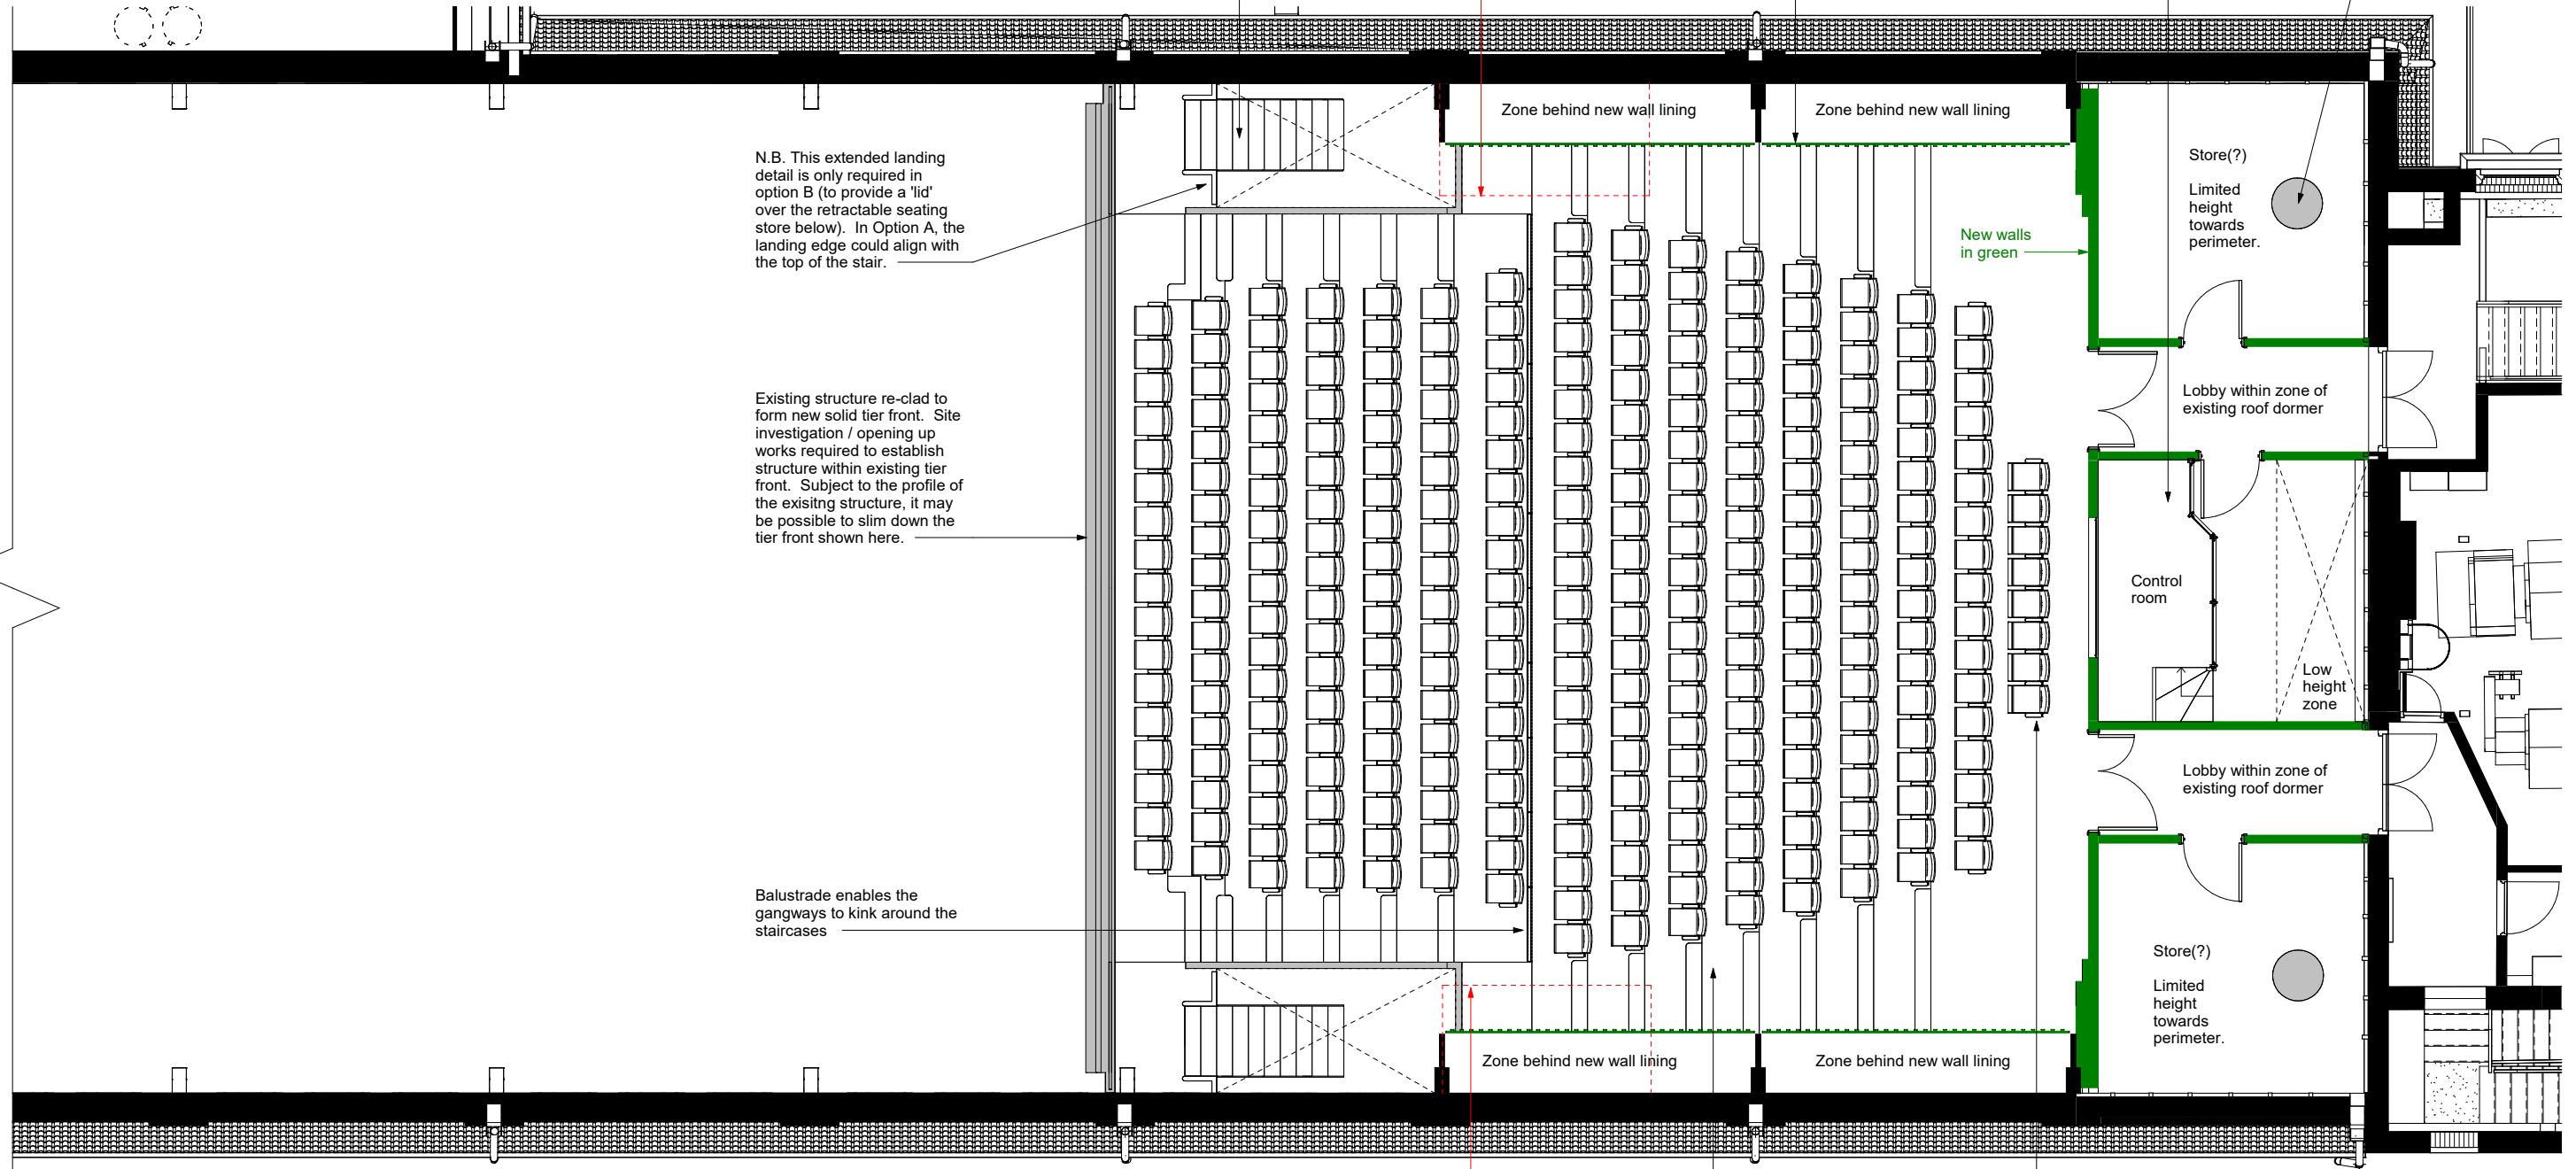 Zone behind new wall lining
Zone behind new wall lining
N.B. This extended landing
detail is only required in
option B (to provide a 'lid'
over the retractable seating
store below).  In Option A, the
landing edge could align with
the top of the stair.
Store(?)
Limited
height
towards
perimeter.
New walls
in green
Lobby within zone of
existing roof dormer
Existing structure re-clad to
form new solid tier front.  Site
investigation / opening up
works required to establish
structure within existing tier
front.  Subject to the profile of
the exisitng structure, it may
be possible to slim down the
tier front shown here.
Control
room
Low
height
zone
Lobby within zone of
existing roof dormer
Balustrade enables the
gangways to kink around the
staircases
Store(?)
Limited
height
towards
perimeter.
Zone behind new wall lining
Zone behind new wall lining